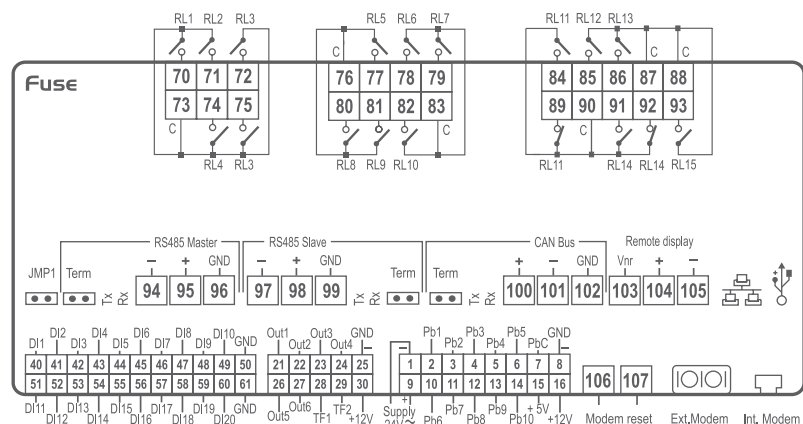 RL1 RL2 RL3 RL5 RL6 RL7 RL11 RL12 RL13
C C C
Fuse
70 71 72 76 77 78 79 84 85 86 87 88
73 74 75 80 81 82 83 89 90 91 92 93
C C C
RL4 RL3 RL8 RL9 RL10 RL11 RL14 RL14 RL15
RS485 Master RS485 Slave CAN Bus Remote display
JMP1 Term − + GND − + GND Term Term + − GND Vnr + −
Tx Rx 94 95 96 97 98 99 Tx Rx Tx Rx 100 101 102 103 104 105
DI2 DI4 DI6 DI8 DI10 Out1 Out3 GND Pb1 Pb3 Pb5 GND
DI1 DI3 DI5 DI7 DI9 GND Out2 Out4 − − Pb2 Pb4 PbC −
40 41 42 43 44 45 46 47 48 49 50 21 22 23 24 25 1 2 3 4 5 6 7 8
51 52 53 54 55 56 57 58 59 60 61 26 27 28 29 30 9 10 11 12 13 14 15 16 106 107
DI11 DI13 DI15 DI17 DI19 GND Out6 TF2 + Pb7 Pb9 + 5V
DI12 DI14 DI16 DI18 DI20 Out5 TF1 +12V Supply 24V ~ Pb6 Pb8 Pb10 +12V Modem reset Ext.Modem Int. Modem